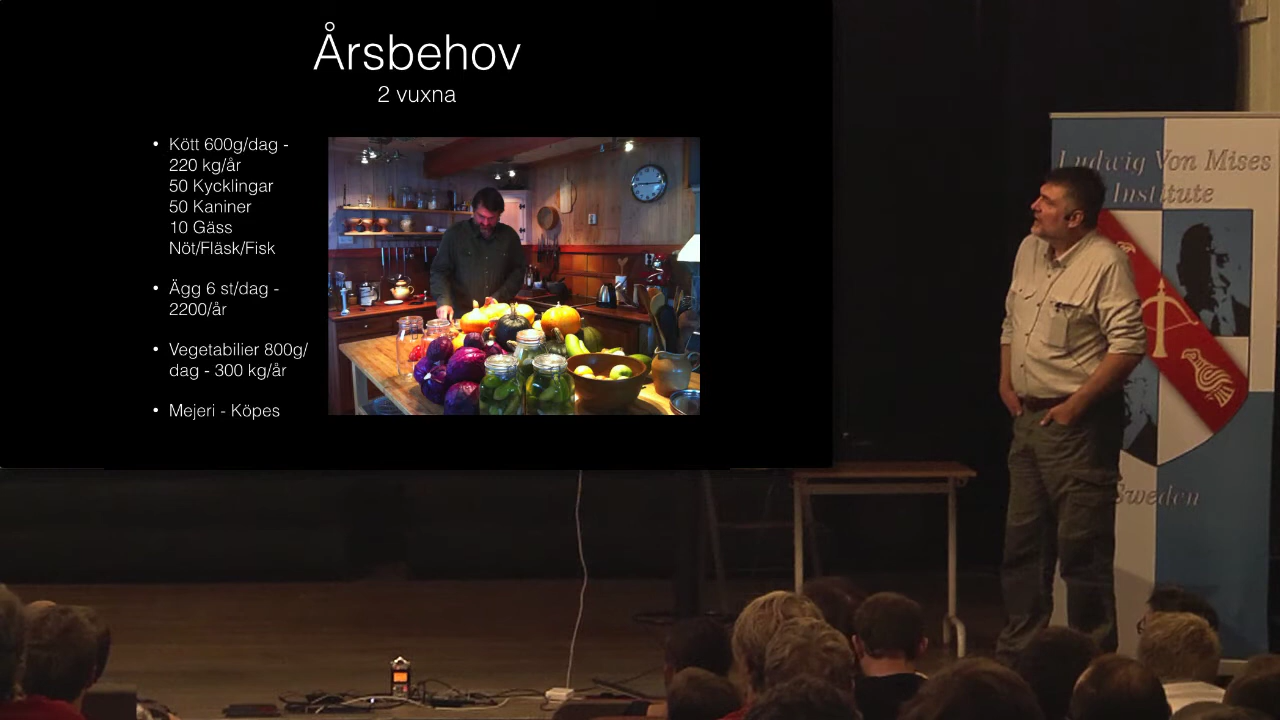 Årsbehov
2 vuxna
• Kött 600g/dag -
220 kg/år
50 Kycklingar
50 Kaniner
10 Gäss
Nöt/Fläsk/Fisk
• Ägg 6 st/dag -
2200/år
• Vegetabilier 800g/
dag - 300 kg/år
• Mejeri - Köpes
Ludwig Von Mises
Institute
Sweden